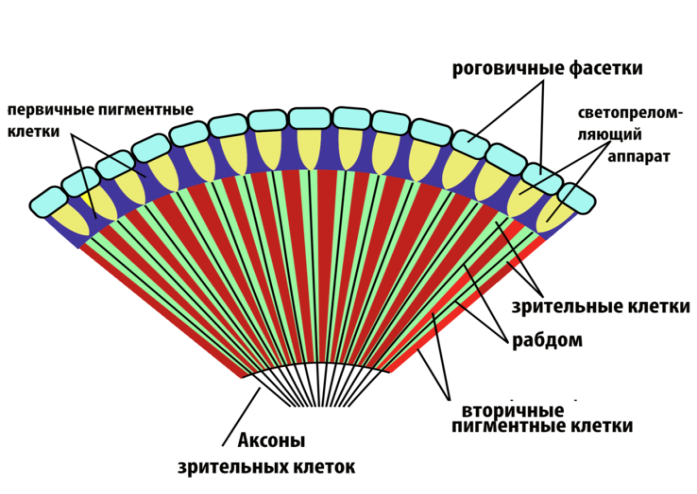 роговичные фасетки
первичные пигментные
клетки
светопрелом-
ляющий
аппарат
зрительные клетки
рабдом
вторичные
пигментные клетки
Аксоны
зрительных клеток